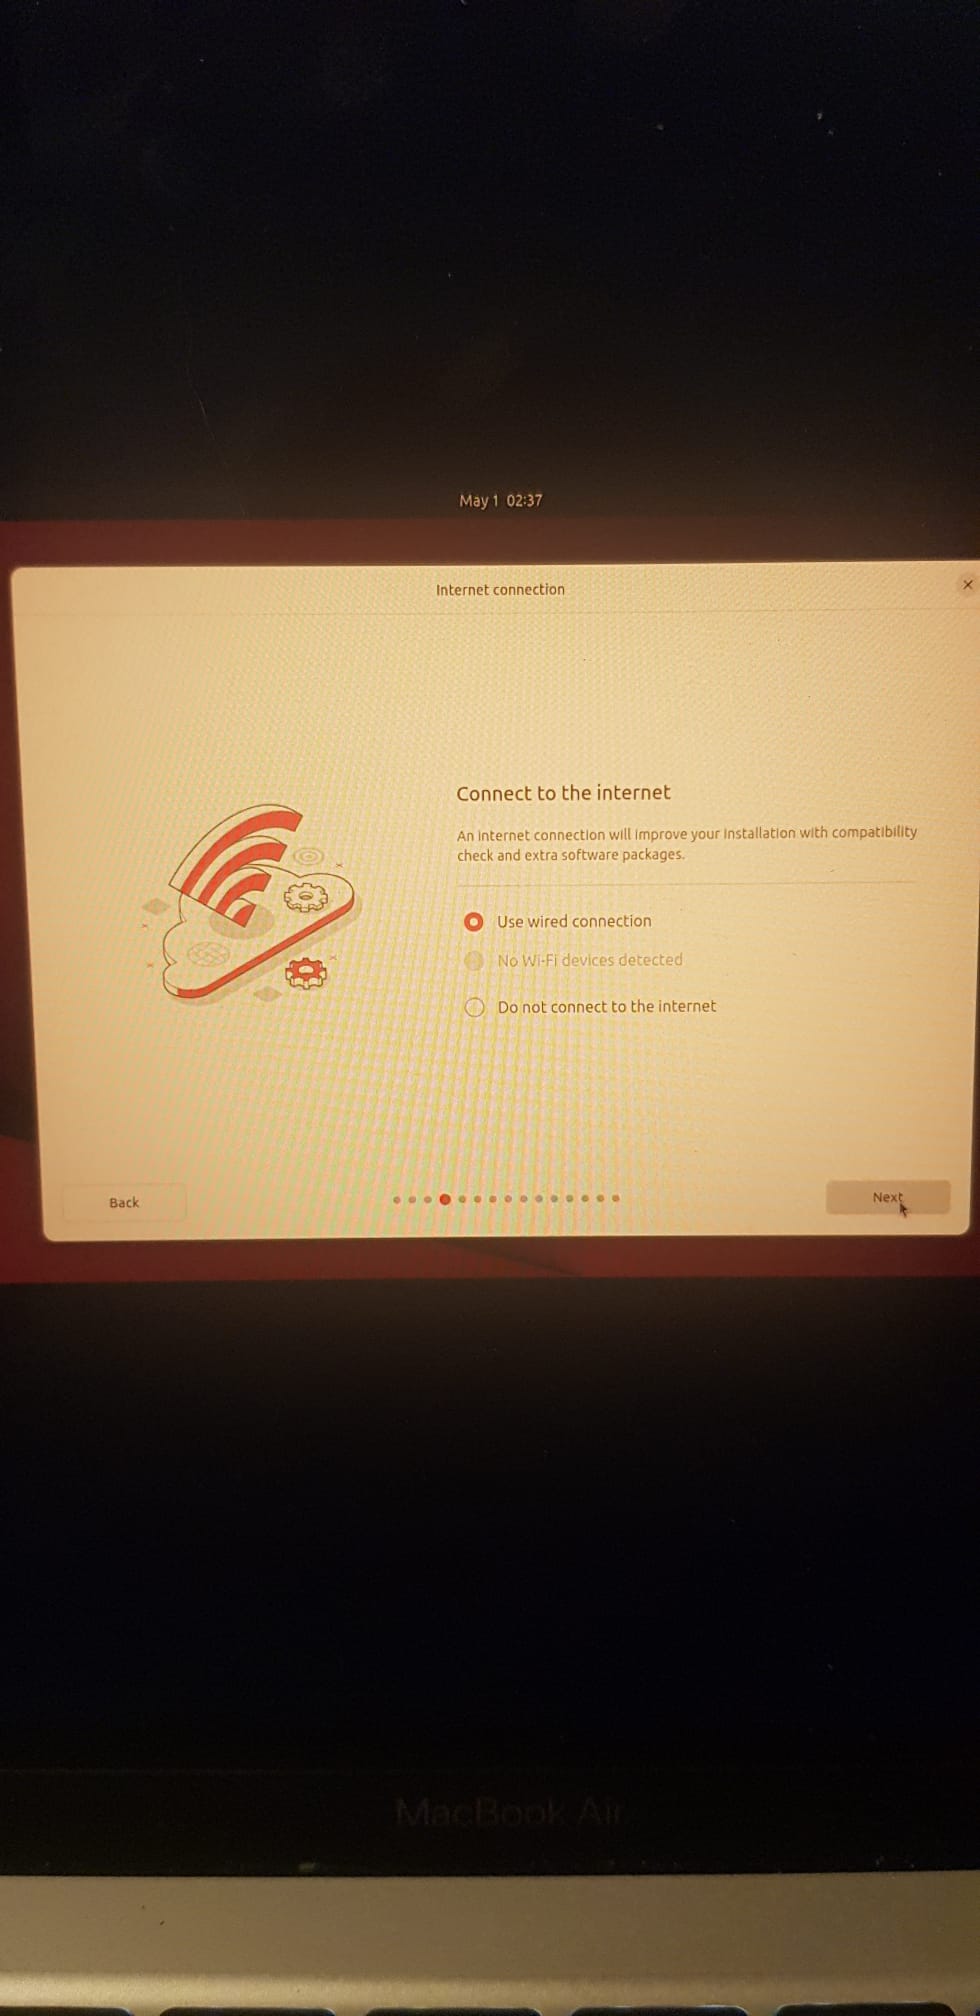 May 1 02:37
Internet connection
Connect to the internet
An internet connection will improve your installation with compatibility
check and extra software packages.
Use wired connection
No Wi-Fi devices detected
Do not connect to the internet
Back
Next
MacBook Air